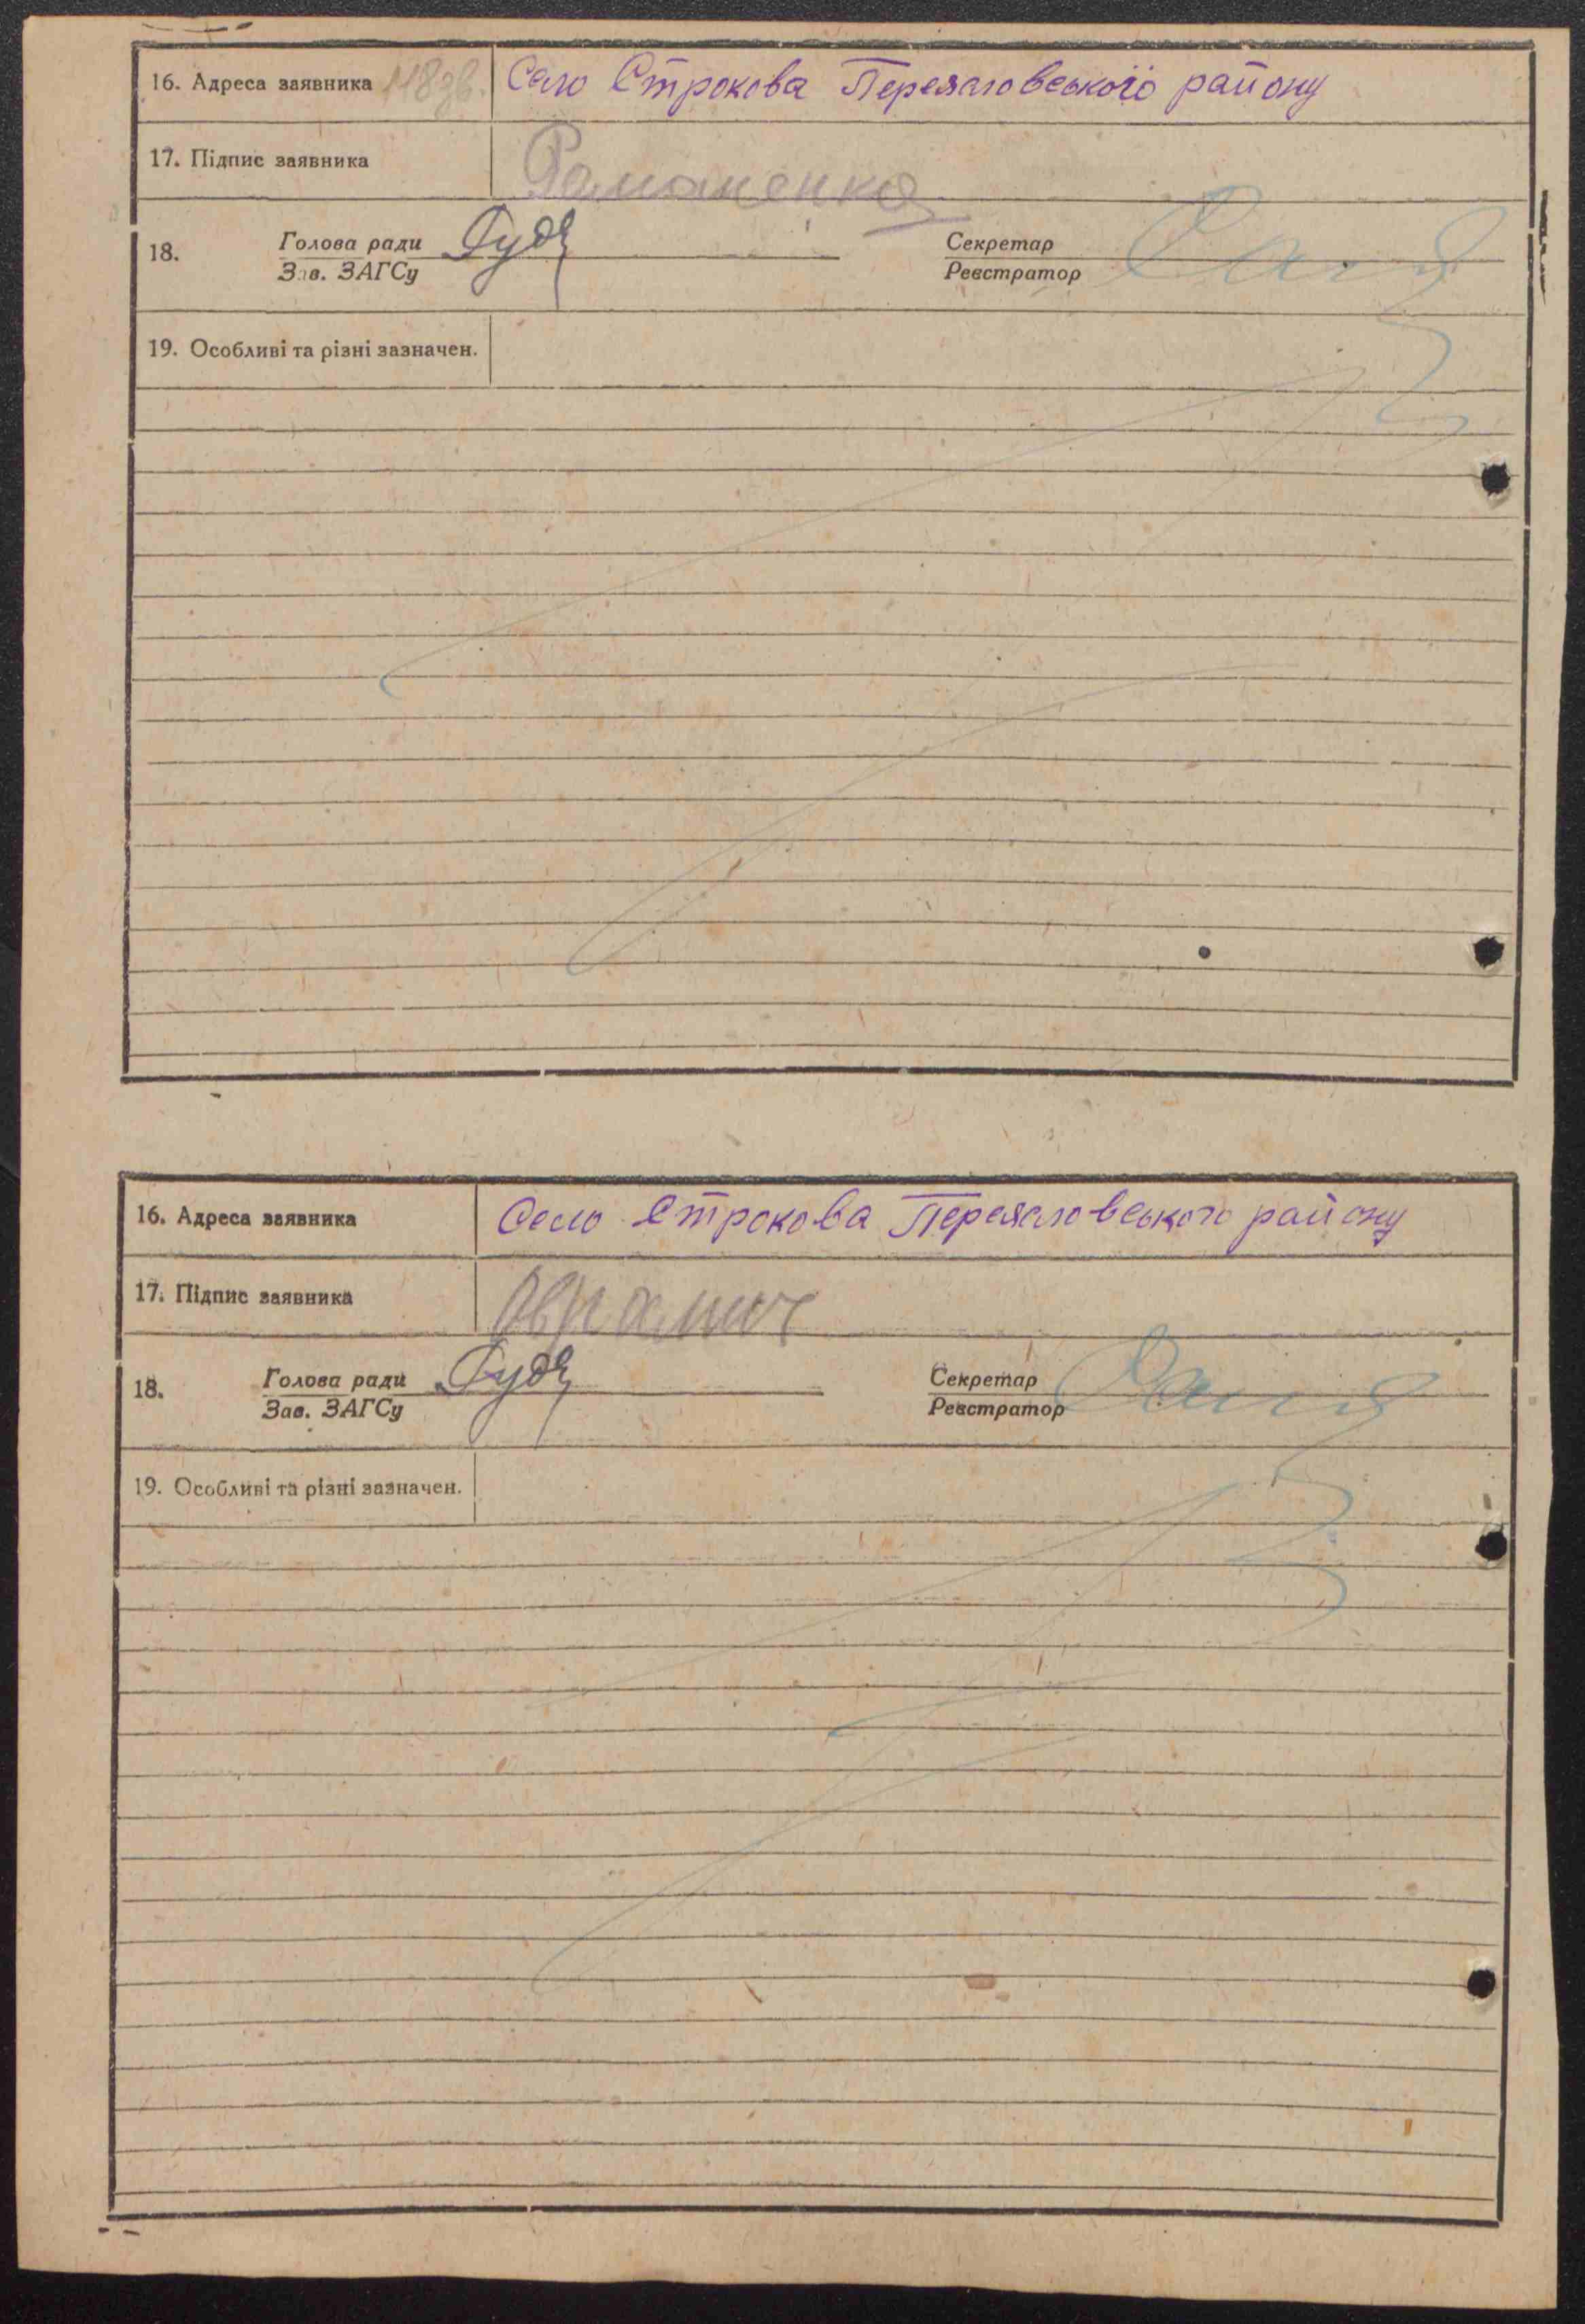 16. Адреса заявника 118зв. Село Строкова Переяславського району
17. Підпис заявника Рамоменко
18. Голова ради Секретар
Зав. ЗАГСу Реєстратор
19. Особливі та різні зазначен.
16. Адреса заявника Село Строкова Переяславського району
17. Підпис заявника
18. Голова ради Секретар
Зав. ЗАГСу Реєстратор
19. Особливі та різні зазначен.